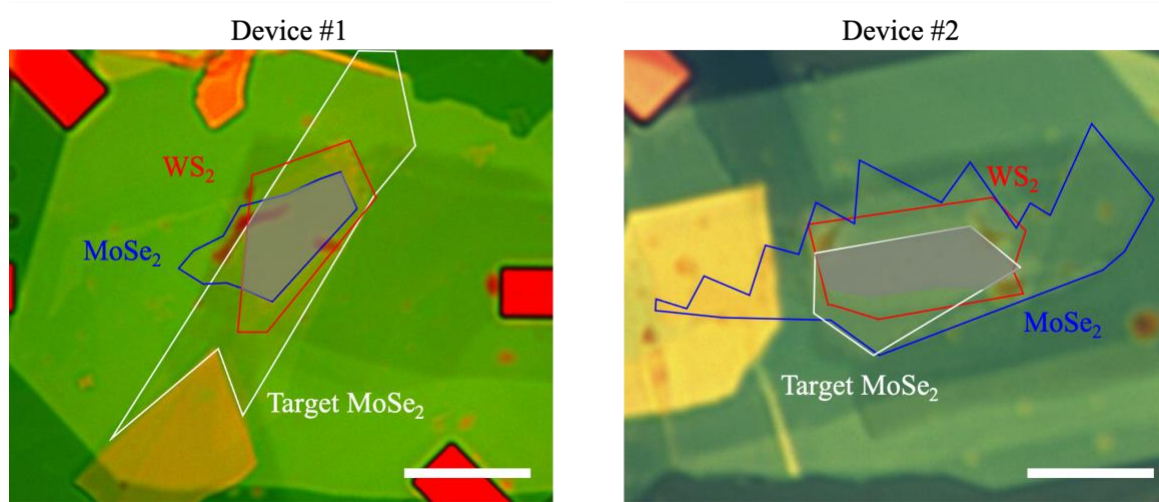 Device #1
Device #2
WS₂
MoSe₂
Target MoSe₂
WS₂
MoSe₂
Target MoSe₂